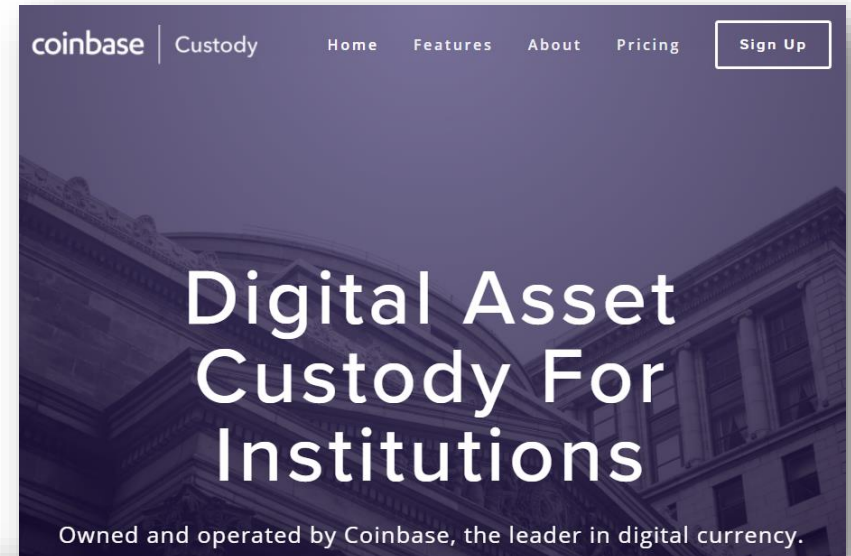 coinbase | Custody Home Features About Pricing Sign Up
Digital Asset
Custody For
Institutions
Owned and operated by Coinbase, the leader in digital currency.